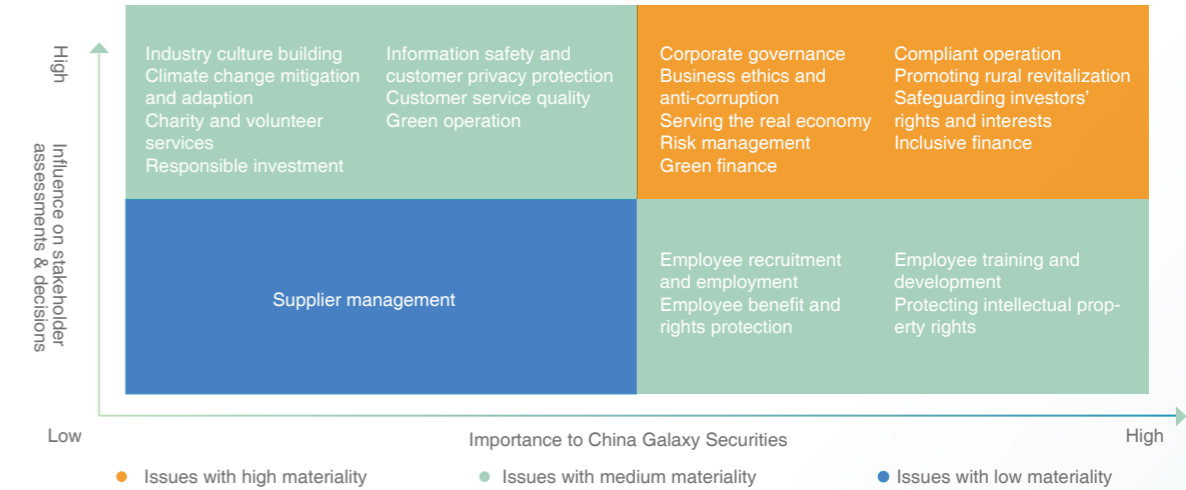 High
Influence on stakeholder
assessments & decisions
Industry culture building
Climate change mitigation
and adaption
Charity and volunteer
services
Responsible investment
Information safety and
customer privacy protection
Customer service quality
Green operation
Corporate governance
Business ethics and
anti-corruption
Serving the real economy
Risk management
Green finance
Compliant operation
Promoting rural revitalization
Safeguarding investors’
rights and interests
Inclusive finance
Supplier management
Employee recruitment
and employment
Employee benefit and
rights protection
Employee training and
development
Protecting intellectual prop-
erty rights
Low
Importance to China Galaxy Securities
High
Issues with high materiality
Issues with medium materiality
Issues with low materiality